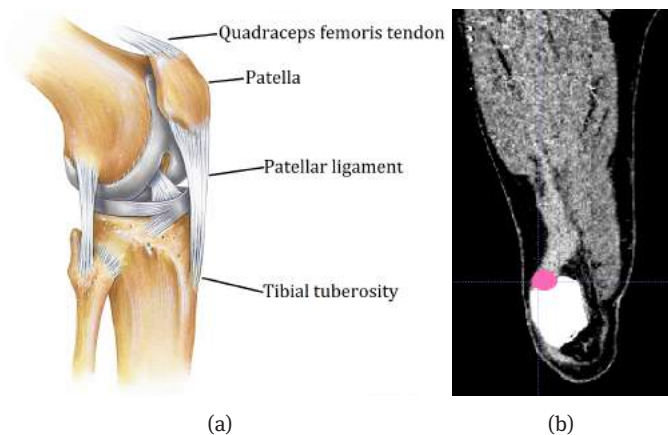 Quadraceps femoris tendon
Patella
Patellar ligament
Tibial tuberosity
(a)
(b)